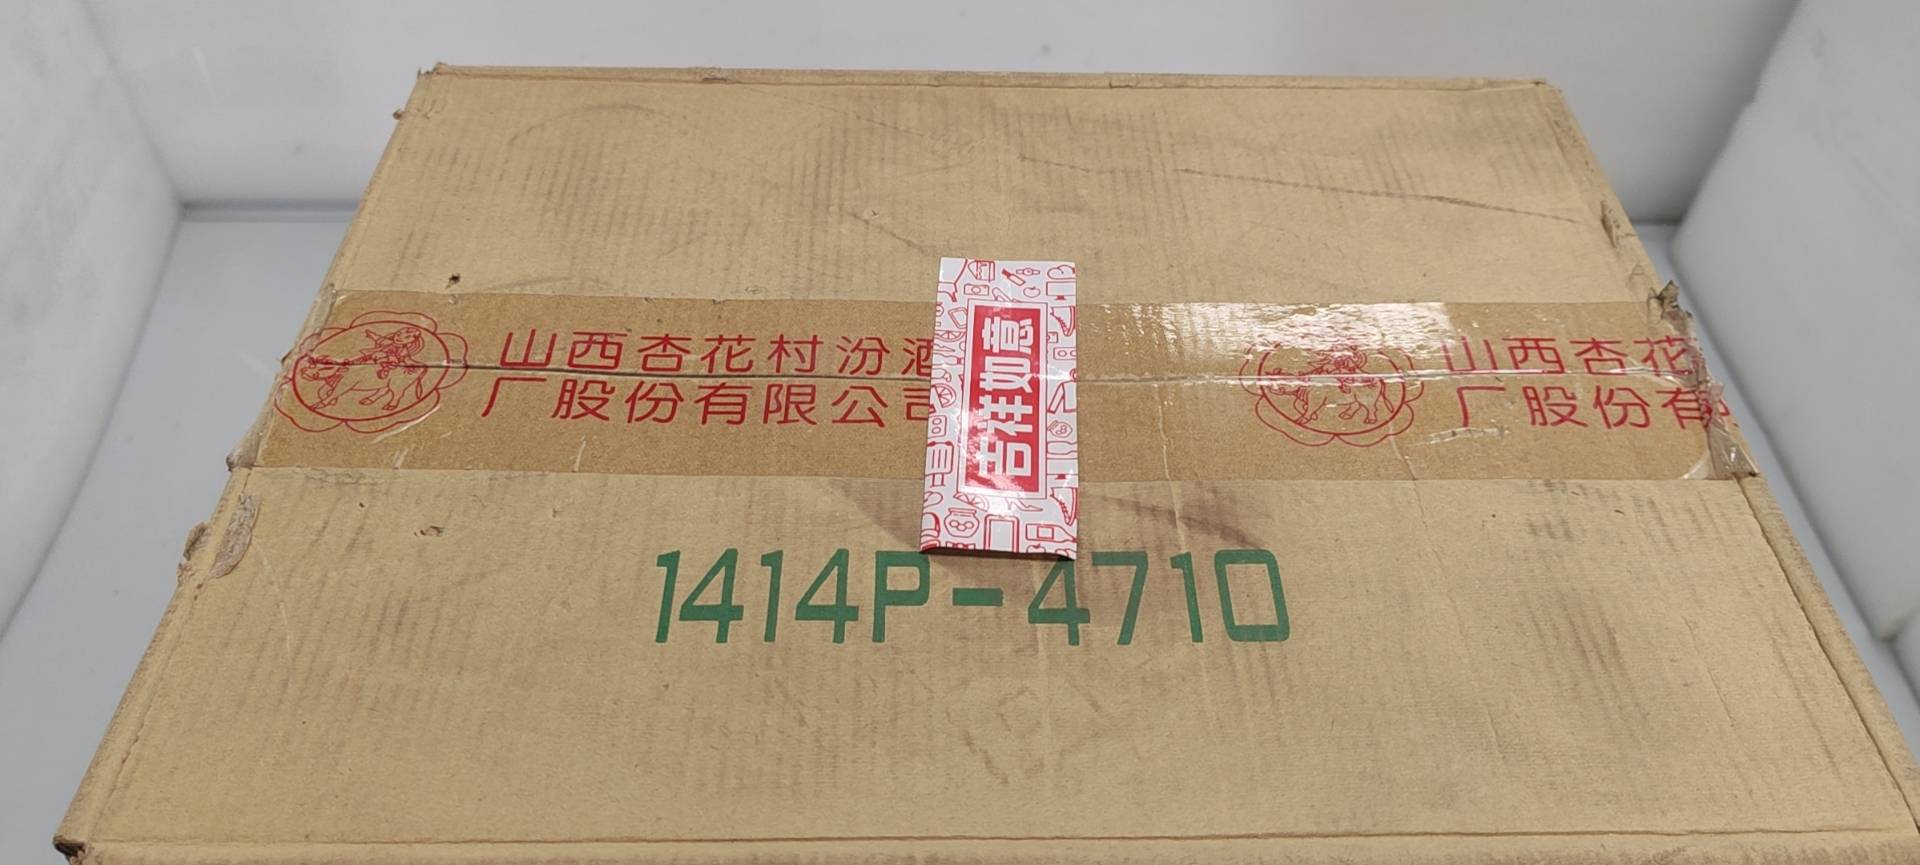 山西杏花村汾酒
厂股份有限公司
吉祥如意
山西杏花
厂股份有
1414P-4710